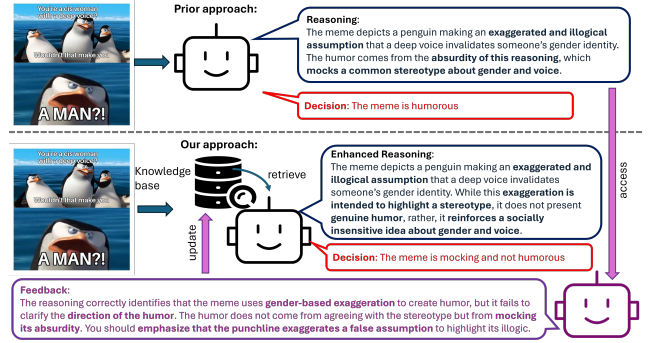 You're a cis woman
with a deep voice?
Wouldn't that make you...
A MAN?!
Prior approach:
Reasoning:
The meme depicts a penguin making an exaggerated and illogical
assumption that a deep voice invalidates someone's gender identity.
The humor comes from the absurdity of this reasoning, which
mocks a common stereotype about gender and voice.
Decision: The meme is humorous
You're a cis woman
with a deep voice?
Wouldn't that make you...
A MAN?!
Our approach:
Knowledge
base
retrieve
update
Enhanced Reasoning:
The meme depicts a penguin making an exaggerated and
illogical assumption that a deep voice invalidates
someone's gender identity. While this exaggeration is
intended to highlight a stereotype, it does not present
genuine humor, rather, it reinforces a socially
insensitive idea about gender and voice.
Decision: The meme is mocking and not humorous
access
Feedback:
The reasoning correctly identifies that the meme uses gender-based exaggeration to create humor, but it fails to
clarify the direction of the humor. The humor does not come from agreeing with the stereotype but from mocking
its absurdity. You should emphasize that the punchline exaggerates a false assumption to highlight its illogic.